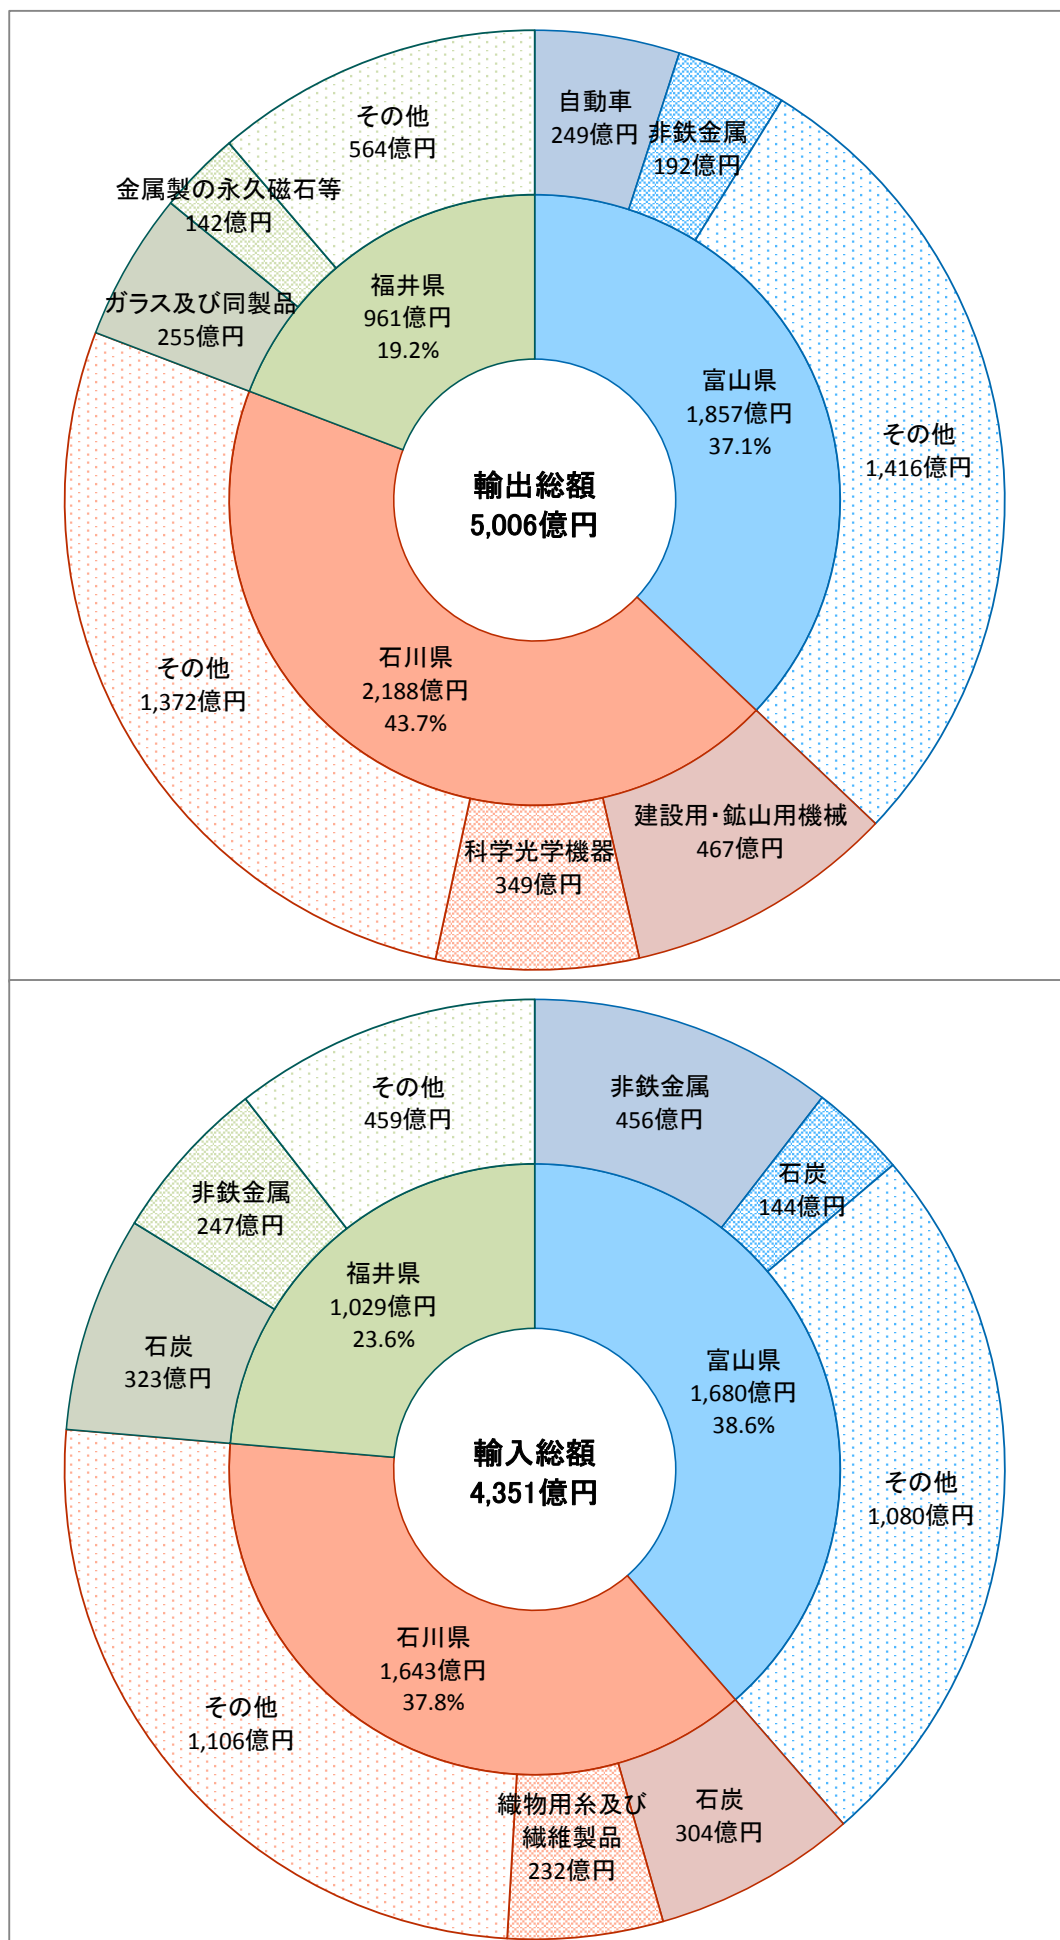 自動車
249億円
非鉄金属
192億円
その他
1,416億円
富山県
1,857億円
37.1%
建設用・鉱山用機械
467億円
科学光学機器
349億円
その他
1,372億円
石川県
2,188億円
43.7%
ガラス及び同製品
255億円
金属製の永久磁石等
142億円
その他
564億円
福井県
961億円
19.2%
輸出総額
5,006億円
非鉄金属
456億円
石炭
144億円
その他
1,080億円
富山県
1,680億円
38.6%
石炭
304億円
織物用糸及び
繊維製品
232億円
その他
1,106億円
石川県
1,643億円
37.8%
石炭
323億円
非鉄金属
247億円
その他
459億円
福井県
1,029億円
23.6%
輸入総額
4,351億円